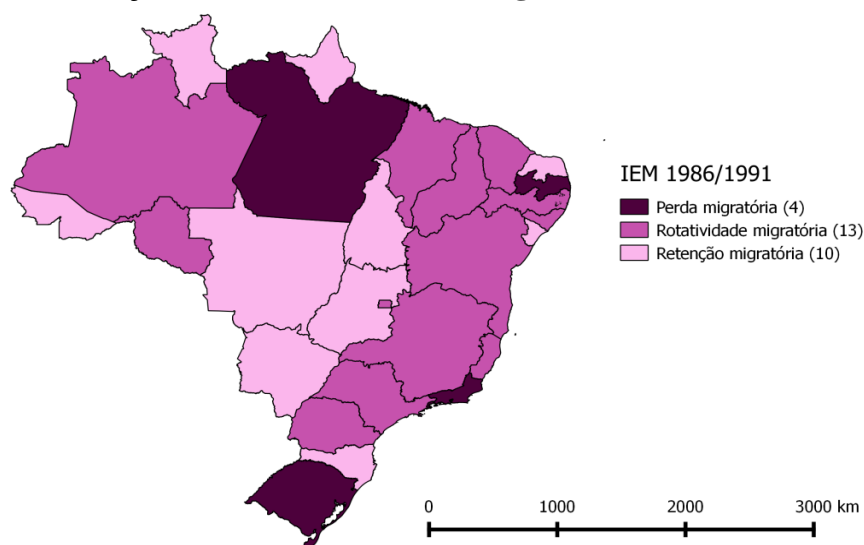 IEM 1986/1991
Perda migratória (4)
Rotatividade migratória (13)
Retenção migratória (10)
0 1000 2000 3000 km